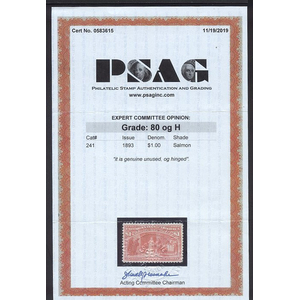 Cert No. 0583615 11/19/2019
PSAG
PHILATELIC STAMP AUTHENTICATION AND GRADING
www.psaginc.com
EXPERT COMMITTEE OPINION:
Grade: 80 og H
Cat# Issue Denom Shade
241 1893 $1.00 Salmon
"it is genuine unused, og hinged".
Acting Committee Chairman